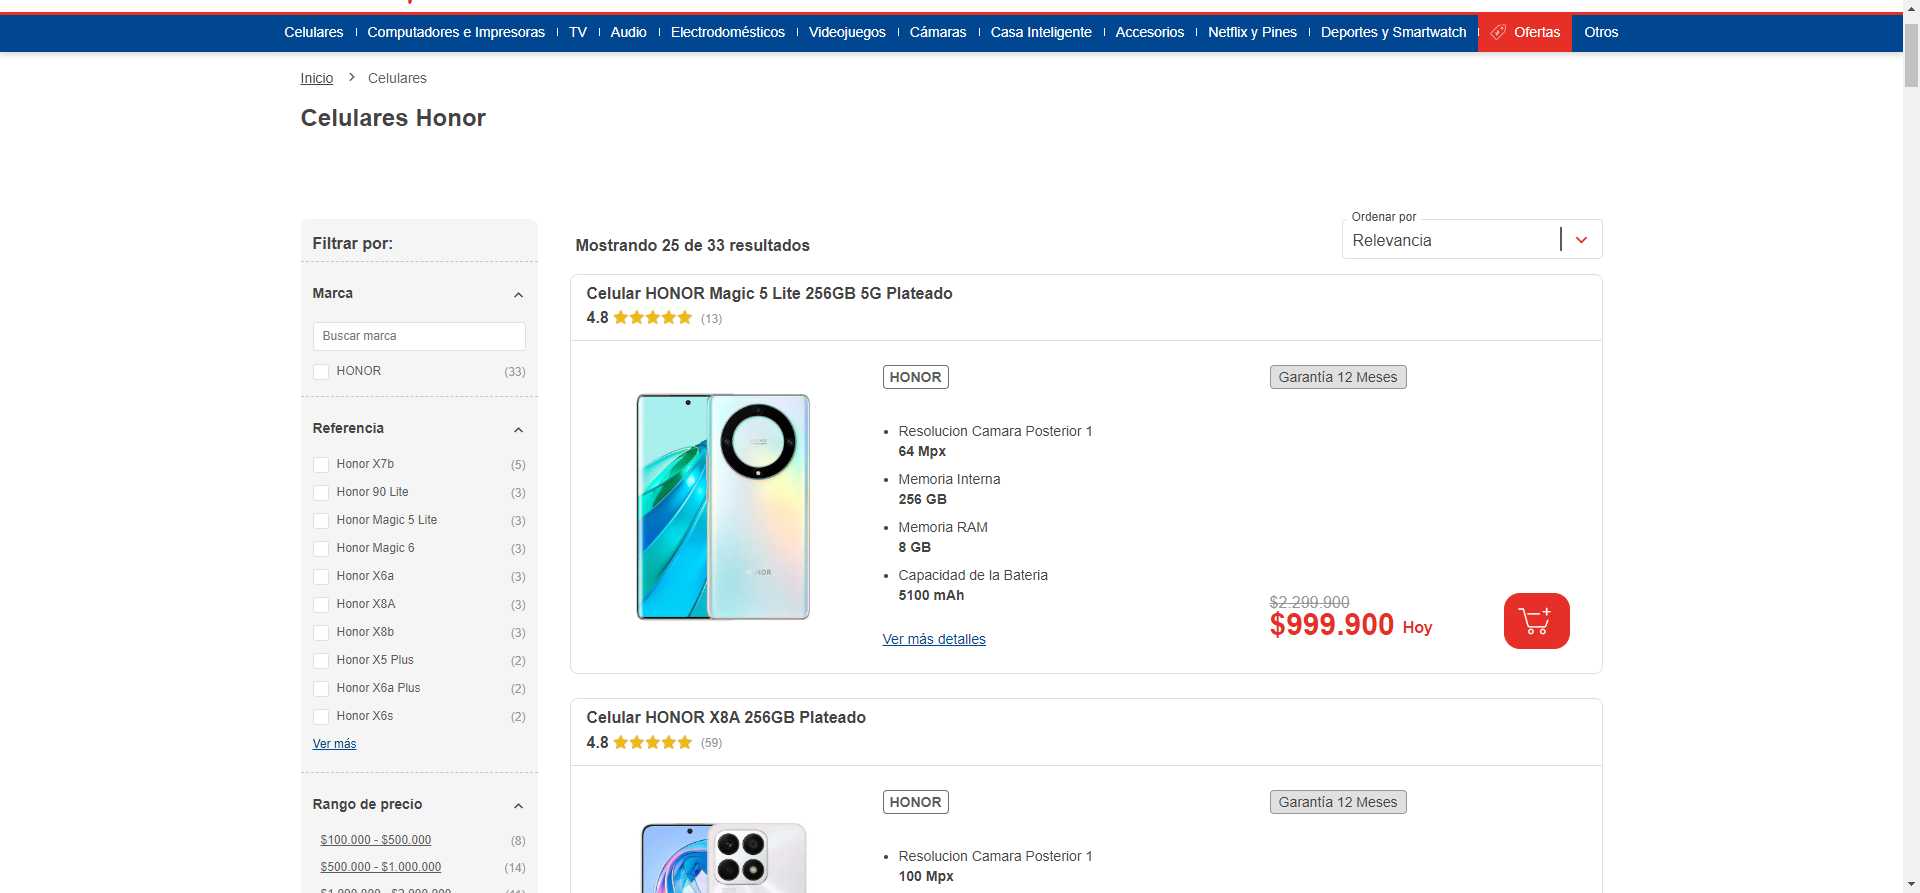 Celulares
Computadores e Impresoras
TV
Audio
Electrodomésticos
Videojuegos
Cámaras
Casa Inteligente
Accesorios
Netflix y Pines
Deportes y Smartwatch
Ofertas
Otros
Inicio > Celulares
Celulares Honor
Filtrar por:
Marca
Buscar marca
HONOR (33)
Referencia
Honor X7b (5)
Honor 90 Lite (3)
Honor Magic 5 Lite (3)
Honor Magic 6 (3)
Honor X6a (3)
Honor X8A (3)
Honor X8b (3)
Honor X5 Plus (2)
Honor X6a Plus (2)
Honor X6s (2)
Ver más
Rango de precio
$100.000 - $500.000 (8)
$500.000 - $1.000.000 (14)
Mostrando 25 de 33 resultados
Ordenar por
Relevancia
Celular HONOR Magic 5 Lite 256GB 5G Plateado
4.8 (13)
HONOR
Garantía 12 Meses
• Resolucion Camara Posterior 1
64 Mpx
• Memoria Interna
256 GB
• Memoria RAM
8 GB
• Capacidad de la Bateria
5100 mAh
Ver más detalles
$2.299.900
$999.900 Hoy
Celular HONOR X8A 256GB Plateado
4.8 (59)
HONOR
Garantía 12 Meses
• Resolucion Camara Posterior 1
100 Mpx